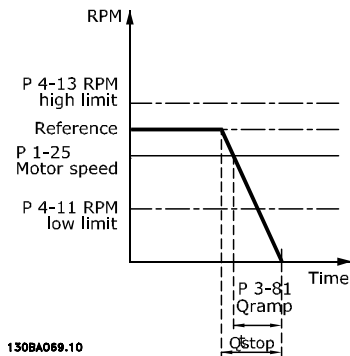 RPM
P 4-13 RPM
high limit
Reference
P 1-25
Motor speed
P 4-11 RPM
low limit
Time
P 3-81
Qramp
Qstop
130BA069.10